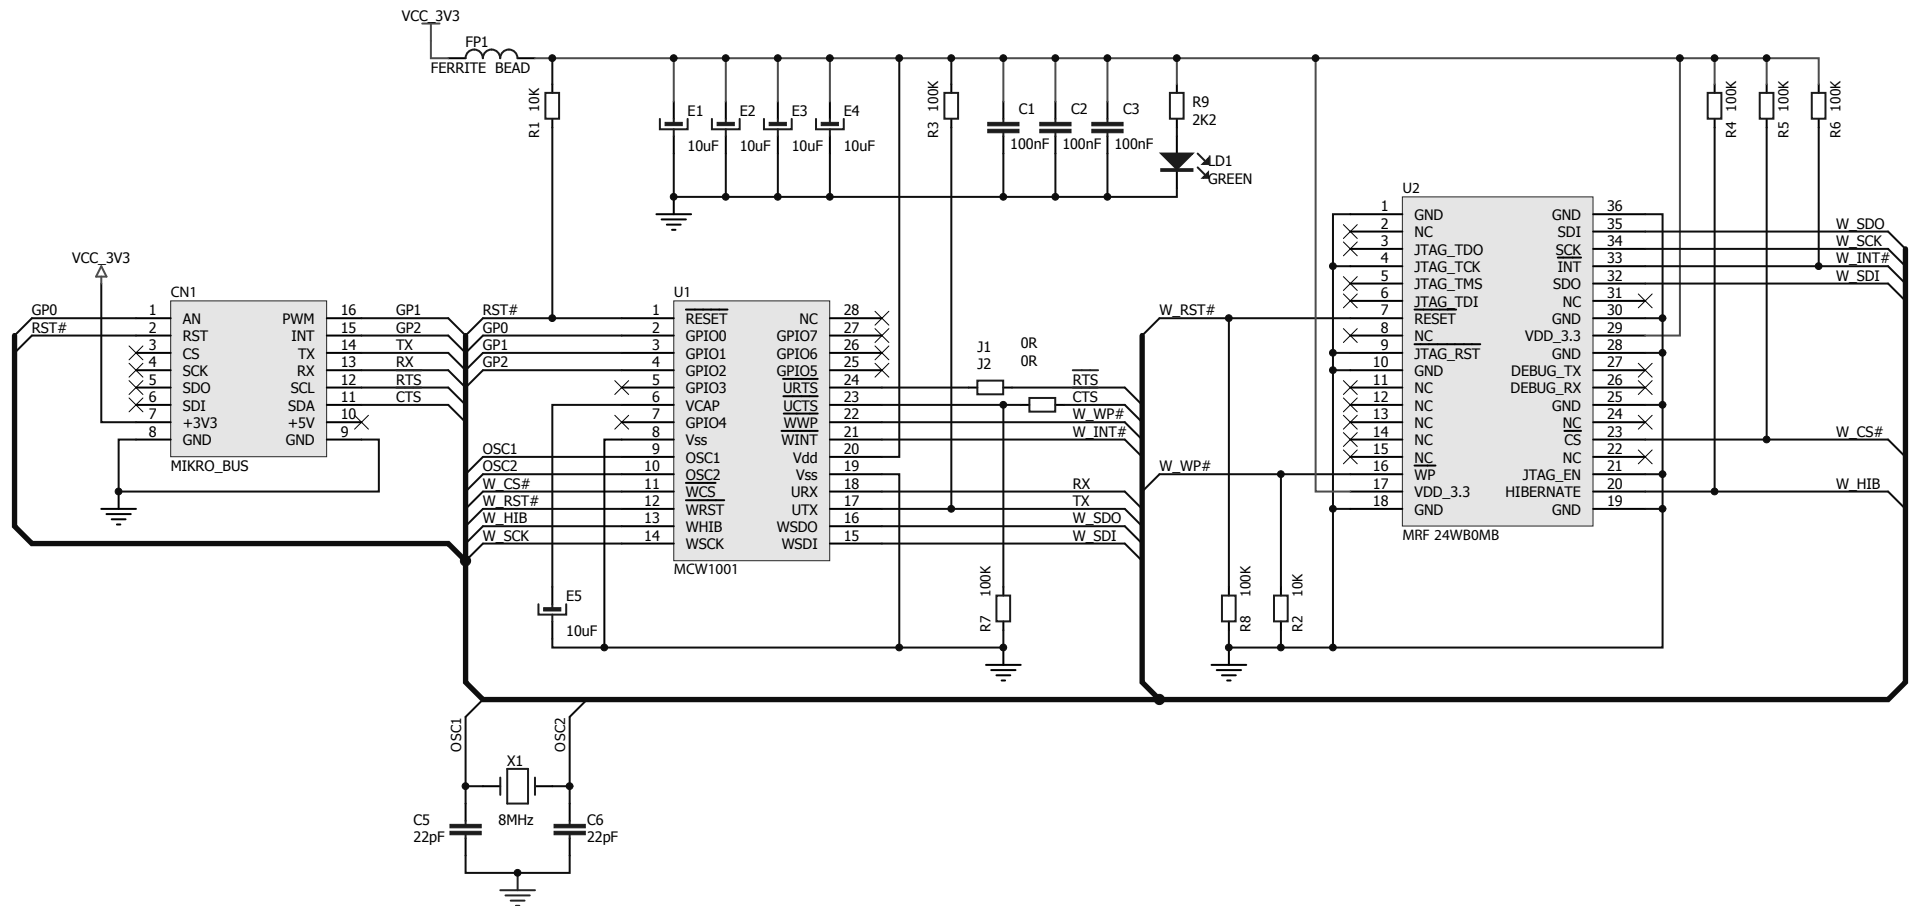 VCC_3V3
FP1
FERRITE BEAD
R1 10K
E1
10uF
E2
10uF
E3
10uF
E4
10uF
R3 100K
C1
100nF
C2
100nF
C3
100nF
R9
2K2
LD1
GREEN
R4 100K
R5 100K
R6 100K
VCC_3V3
CN1
GP0 1 AN PWM 16 GP1
RST# 2 RST INT 15 GP2
3 CS TX 14 TX
4 SCK RX 13 RX
5 SDO SCL 12 RTS
6 SDI SDA 11 CTS
7 +3V3 +5V 10
8 GND GND 9
MIKRO_BUS
U1
RST# 1 RESET NC 28
GP0 2 GPIO0 GPIO7 27
GP1 3 GPIO1 GPIO6 26
GP2 4 GPIO2 GPIO5 25
5 GPIO3 URTS 24 RTS
6 VCAP UCTS 23 CTS
7 GPIO4 WWP 22 W_WP#
8 Vss WINT 21 W_INT#
OSC1 9 OSC1 Vdd 20
OSC2 10 OSC2 Vss 19
W_CS# 11 WCS URX 18 RX
W_RST# 12 WRST UTX 17 TX
W_HIB 13 WHIB WSDO 16 W_SDO
W_SCK 14 WSCK WSDI 15 W_SDI
MCW1001
J1 0R
J2 0R
U2
1 GND GND 36
2 NC SDI 35 W_SDO
3 JTAG_TDO SCK 34 W_SCK
4 JTAG_TCK INT 33 W_INT#
5 JTAG_TMS SDO 32 W_SDI
6 JTAG_TDI NC 31
W_RST# 7 RESET GND 30
8 NC VDD_3.3 29
9 JTAG_RST GND 28
10 GND DEBUG_TX 27
11 NC DEBUG_RX 26
12 NC GND 25
13 NC NC 24
14 NC CS 23 W_CS#
15 NC NC 22
W_WP# 16 WP JTAG_EN 21
17 VDD_3.3 HIBERNATE 20 W_HIB
18 GND GND 19
MRF 24WB0MB
E5
10uF
R7 100K
R8 100K
R2 10K
OSC1
OSC2
X1
8MHz
C5
22pF
C6
22pF